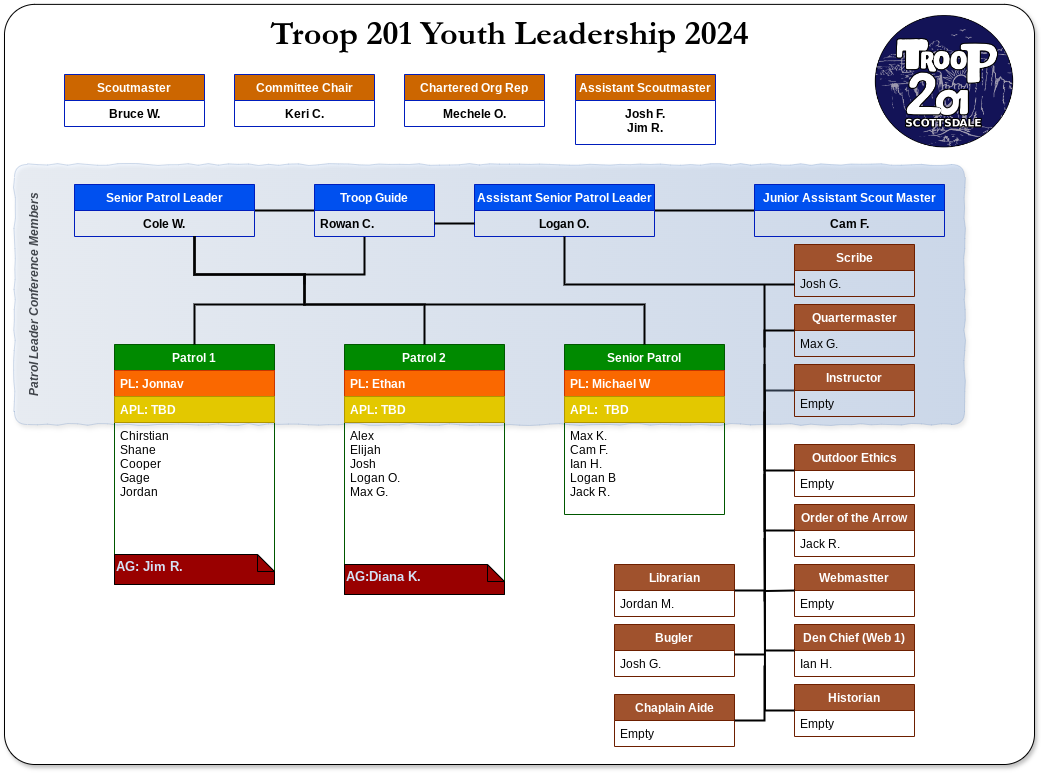 Troop 201 Youth Leadership 2024
TROOP
201
SCOTTSDALE
Scoutmaster
Bruce W.
Committee Chair
Keri C.
Chartered Org Rep
Mechele O.
Assistant Scoutmaster
Josh F.
Jim R.
Patrol Leader Conference Members
Senior Patrol Leader
Cole W.
Troop Guide
Rowan C.
Assistant Senior Patrol Leader
Logan O.
Junior Assistant Scout Master
Cam F.
Scribe
Josh G.
Quartermaster
Max G.
Instructor
Empty
Patrol 1
PL: Jonnav
APL: TBD
Chirstian
Shane
Cooper
Gage
Jordan
AG: Jim R.
Patrol 2
PL: Ethan
APL: TBD
Alex
Elijah
Josh
Logan O.
Max G.
AG:Diana K.
Senior Patrol
PL: Michael W
APL:  TBD
Max K.
Cam F.
Ian H.
Logan B
Jack R.
Outdoor Ethics
Empty
Order of the Arrow
Jack R.
Librarian
Jordan M.
Webmastter
Empty
Bugler
Josh G.
Den Chief (Web 1)
Ian H.
Chaplain Aide
Empty
Historian
Empty